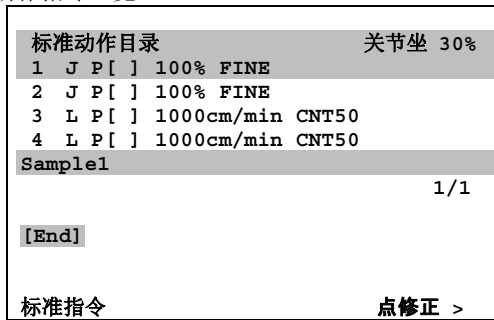 标准动作目录 关节坐 30%
1 J P[ ] 100% FINE
2 J P[ ] 100% FINE
3 L P[ ] 1000cm/min CNT50
4 L P[ ] 1000cm/min CNT50
Sample1
1/1
[End]
标准指令 点修正 >